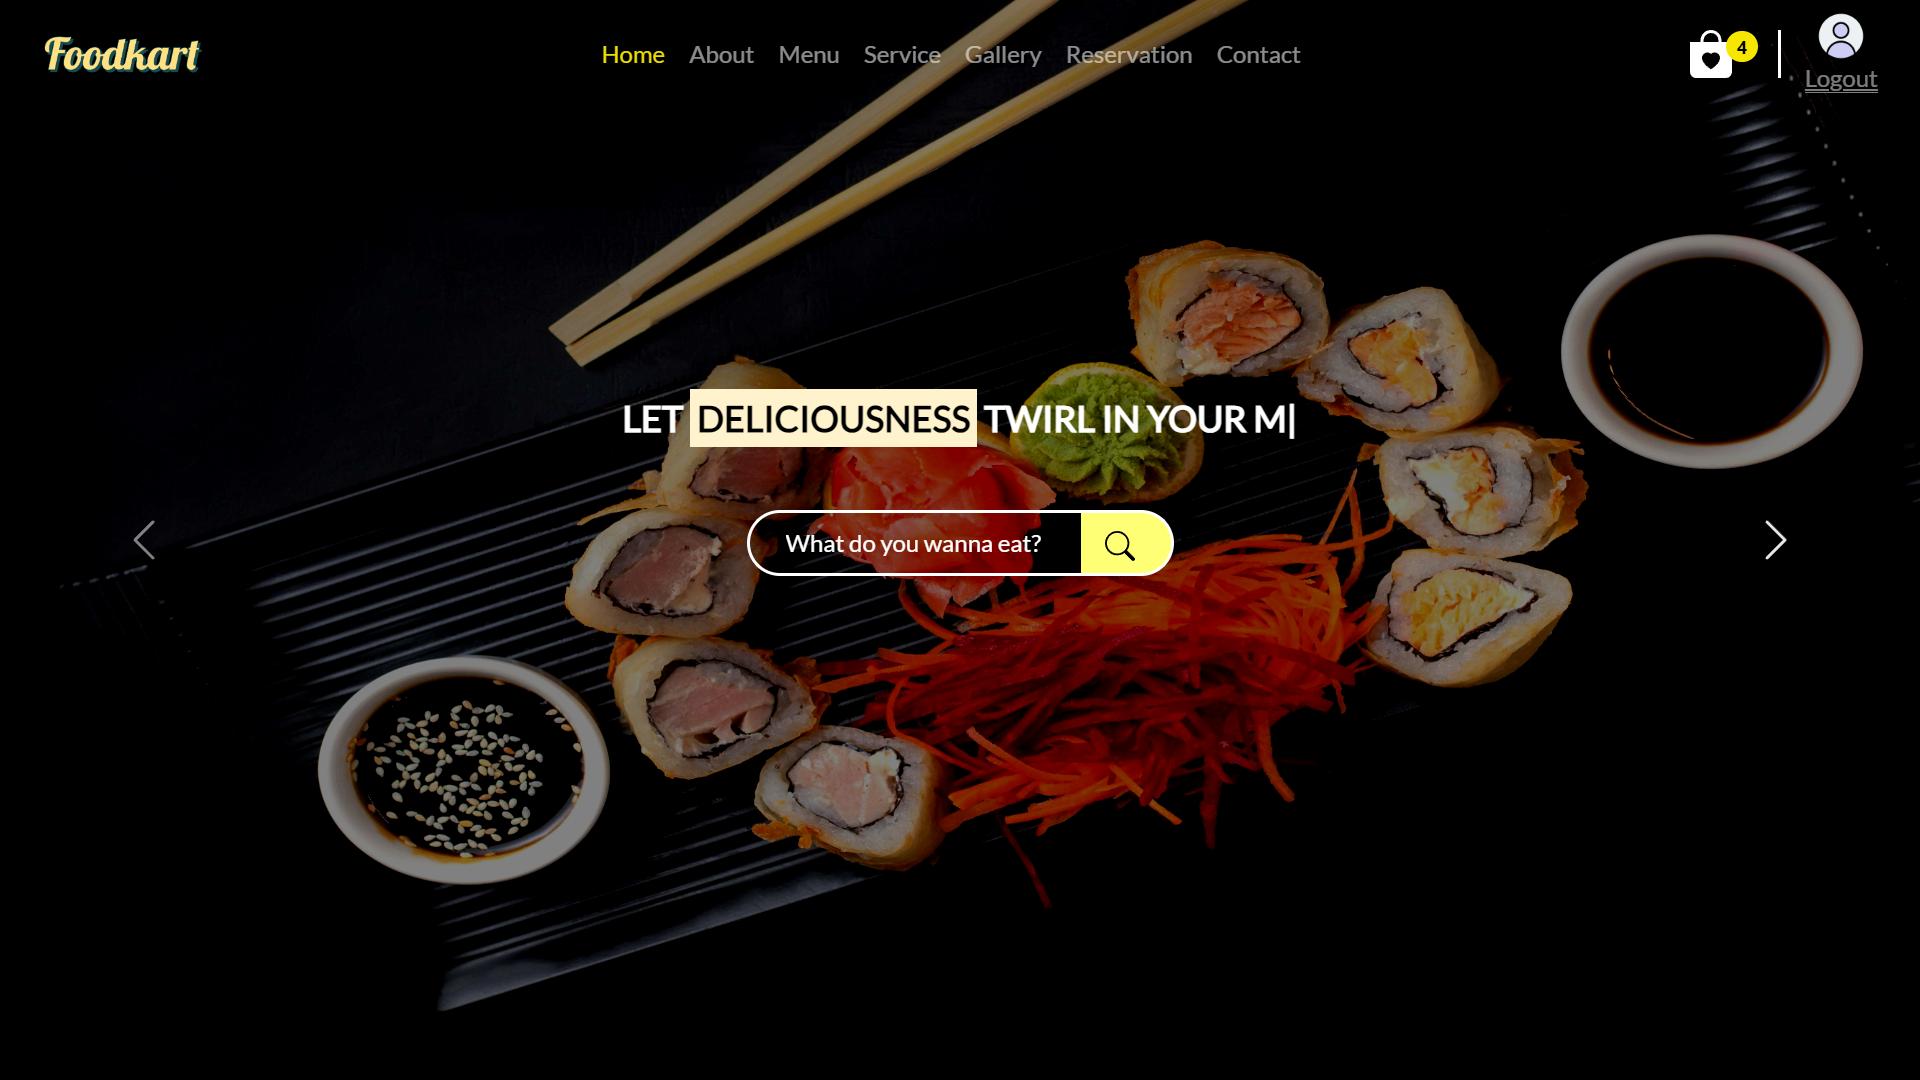 Foodkart
Home About Menu Service Gallery Reservation Contact
4
Logout
LET DELICIOUSNESS TWIRL IN YOUR M|
What do you wanna eat?